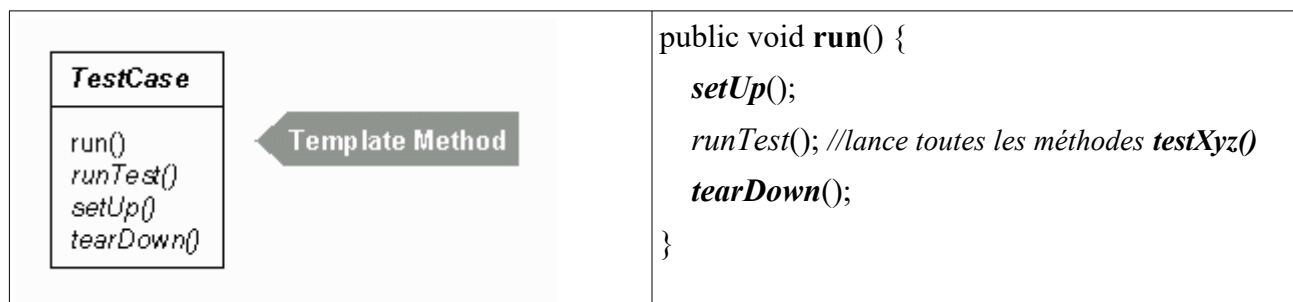 TestCase
run()
runTest()
setUp()
tearDown()
Template Method
public void run() {
setUp();
runTest(); //lance toutes les méthodes testXyz()
tearDown();
}